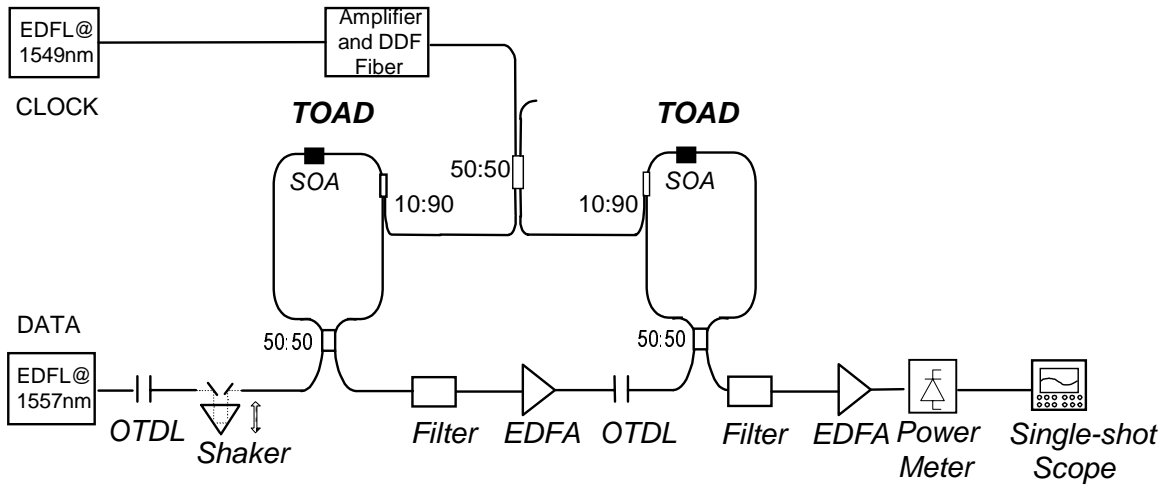 EDFL@
1549nm
Amplifier
and DDF
Fiber
CLOCK
TOAD
TOAD
SOA
50:50
SOA
10:90
10:90
DATA
50:50
50:50
EDFL@
1557nm
OTDL
Shaker
Filter
EDFA
OTDL
Filter
EDFA
Power
Meter
Single-shot
Scope